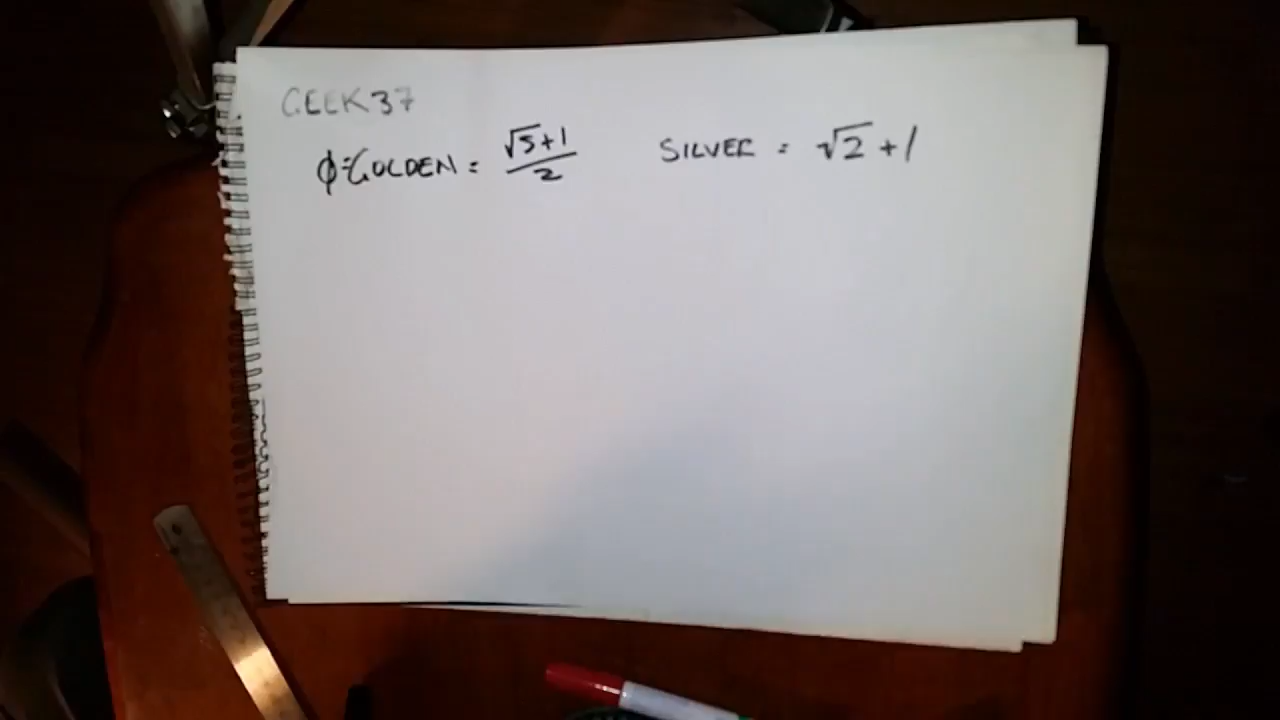 GEEK37
φ=GOLDEN = (√5+1)/2
SILVER = √2 + 1